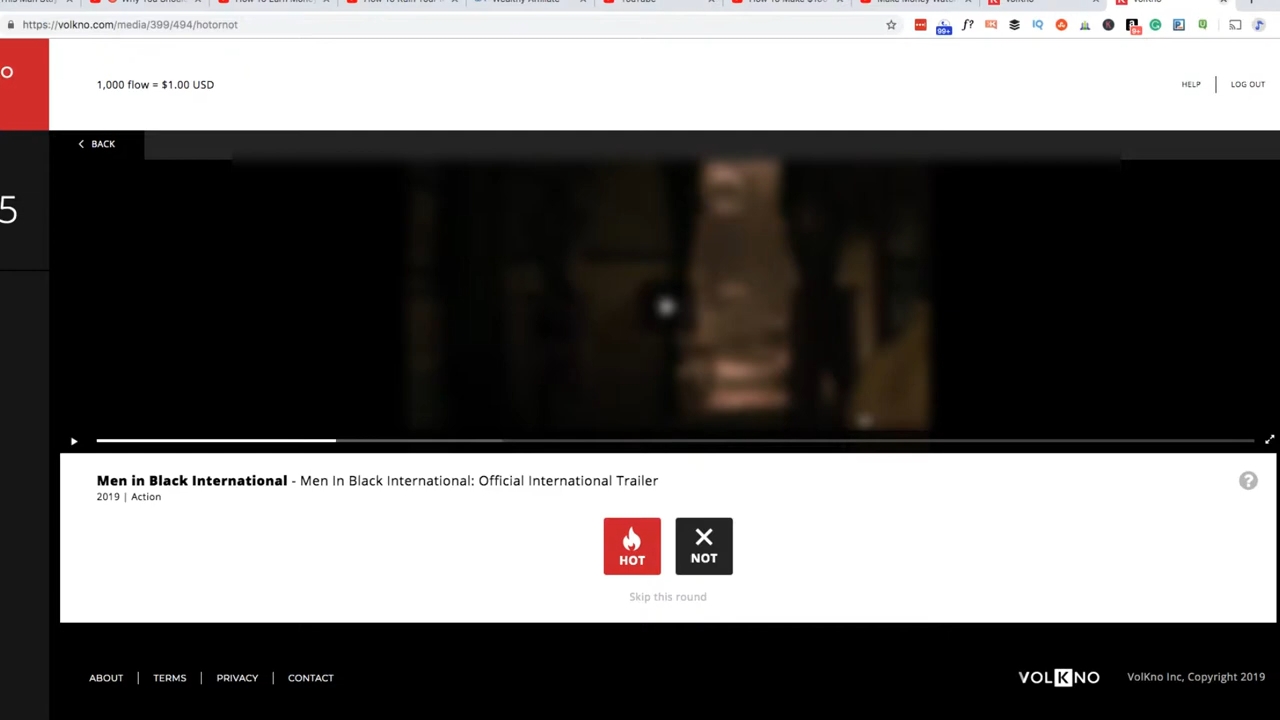 https://volkno.com/media/399/494/hotornot
99+
f?
9+
O
1,000 flow = $1.00 USD
HELP
LOG OUT
BACK
5
Men in Black International - Men In Black International: Official International Trailer
2019 | Action
?
HOT
NOT
Skip this round
ABOUT
TERMS
PRIVACY
CONTACT
VOLKNO
VolKno Inc, Copyright 2019